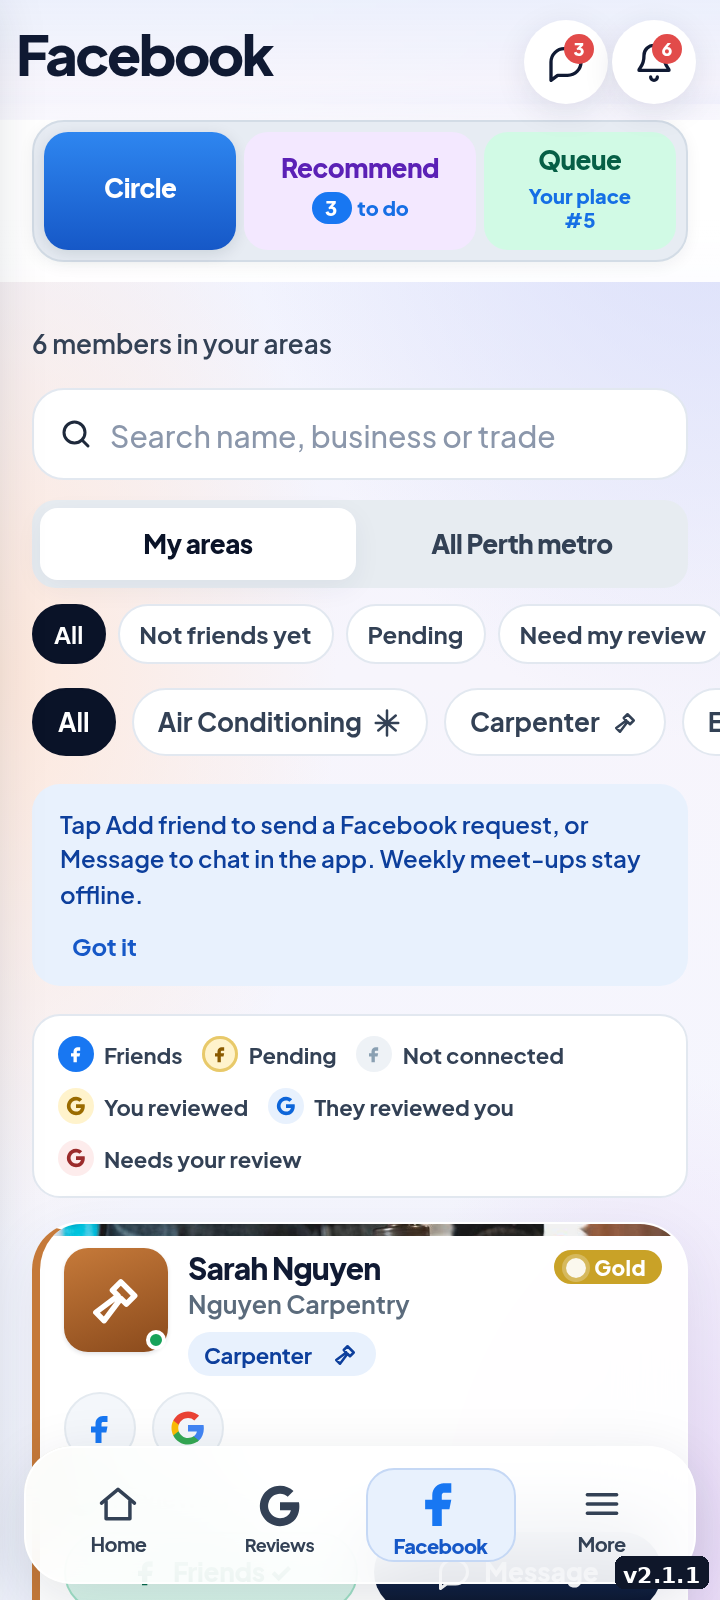 Facebook
3
6
Circle
Recommend
3 to do
Queue
Your place
#5
6 members in your areas
Search name, business or trade
My areas
All Perth metro
All
Not friends yet
Pending
Need my review
All
Air Conditioning
Carpenter
E
Tap Add friend to send a Facebook request, or
Message to chat in the app. Weekly meet-ups stay
offline.
Got it
Friends
Pending
Not connected
You reviewed
They reviewed you
Needs your review
Sarah Nguyen
Gold
Nguyen Carpentry
Carpenter
Home
Reviews
Facebook
More
Friends ✓
Message
v2.1.1